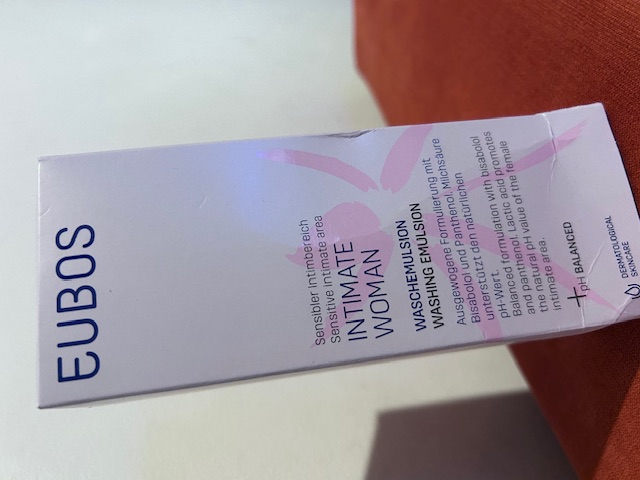 EUBOS
Sensibler Intimbereich
Sensitive intimate area
INTIMATE
WOMAN
WASCHEMULSION
WASHING EMULSION
Ausgewogene Formulierung mit
Bisabolol und Panthenol. Milchsäure
unterstützt den natürlichen
pH-Wert.
Balanced formulation with bisabolol
and panthenol. Lactic acid promotes
the natural pH value of the female
intimate area.
pH BALANCED
DERMATOLOGICAL
SKINCARE